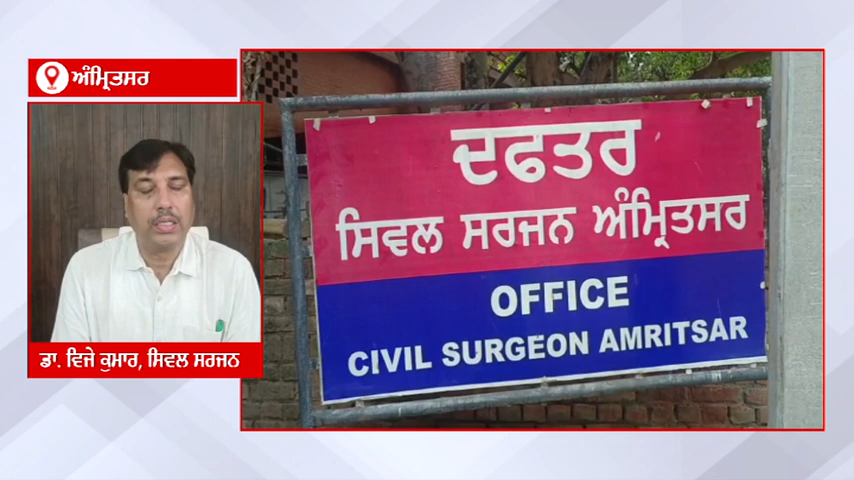 ਅੰਮ੍ਰਿਤਸਰ
ਡਾ. ਵਿਜੇ ਕੁਮਾਰ, ਸਿਵਲ ਸਰਜਨ
ਦਫਤਰ
ਸਿਵਲ ਸਰਜਨ ਅੰਮ੍ਰਿਤਸਰ
OFFICE
CIVIL SURGEON AMRITSAR